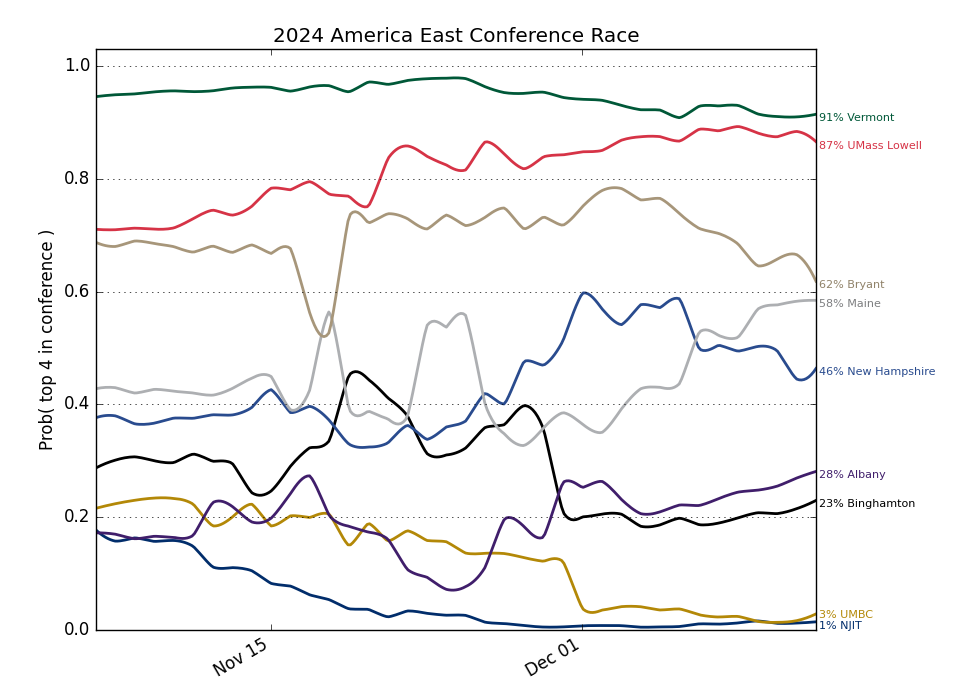 2024 America East Conference Race
Prob( top 4 in conference )
1.0
0.8
0.6
0.4
0.2
0.0
Nov 15
Dec 01
91% Vermont
87% UMass Lowell
62% Bryant
58% Maine
46% New Hampshire
28% Albany
23% Binghamton
3% UMBC
1% NJIT